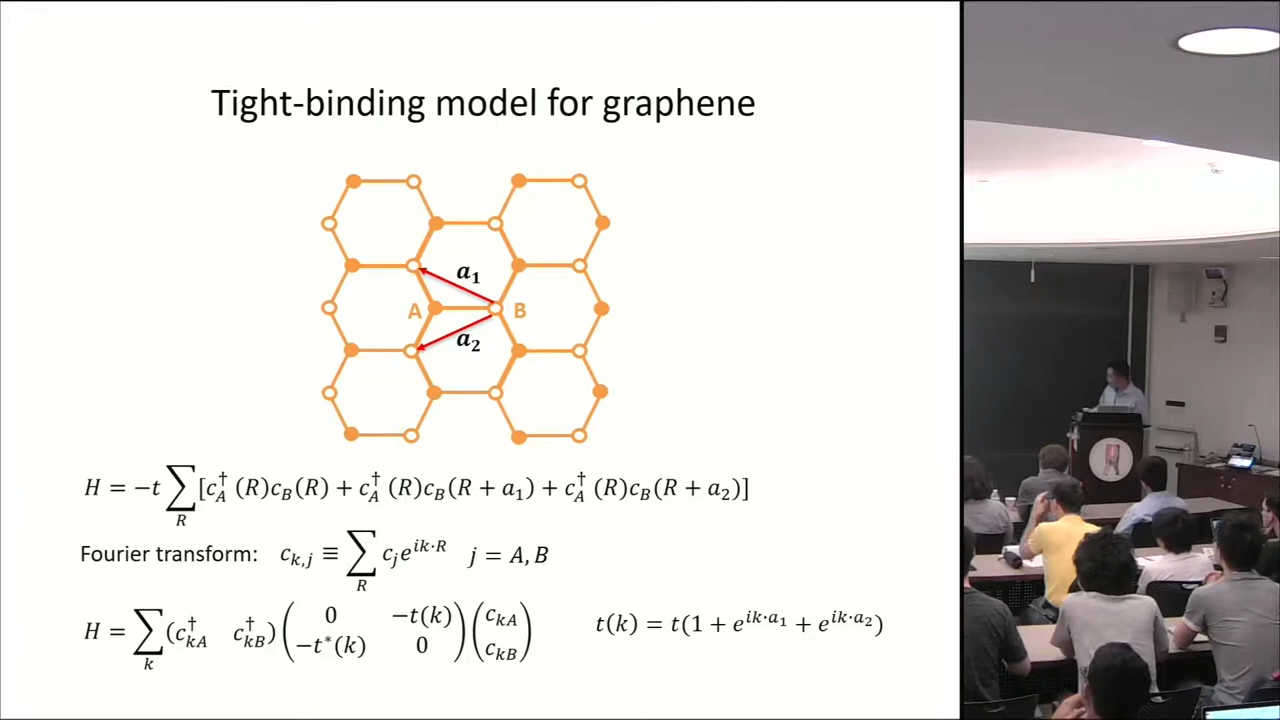 Tight-binding model for graphene
a₁
A B
a₂
H = −t ∑_R [c_A^† (R)c_B(R) + c_A^† (R)c_B(R + a₁) + c_A^† (R)c_B(R + a₂)]
Fourier transform: c_{k,j} ≡ ∑_R c_j e^{ik·R} j = A, B
H = ∑_k (c_{kA}^† c_{kB}^†) (0 −t(k) −t*(k) 0) (c_{kA} c_{kB}) t(k) = t(1 + e^{ik·a₁} + e^{ik·a₂})